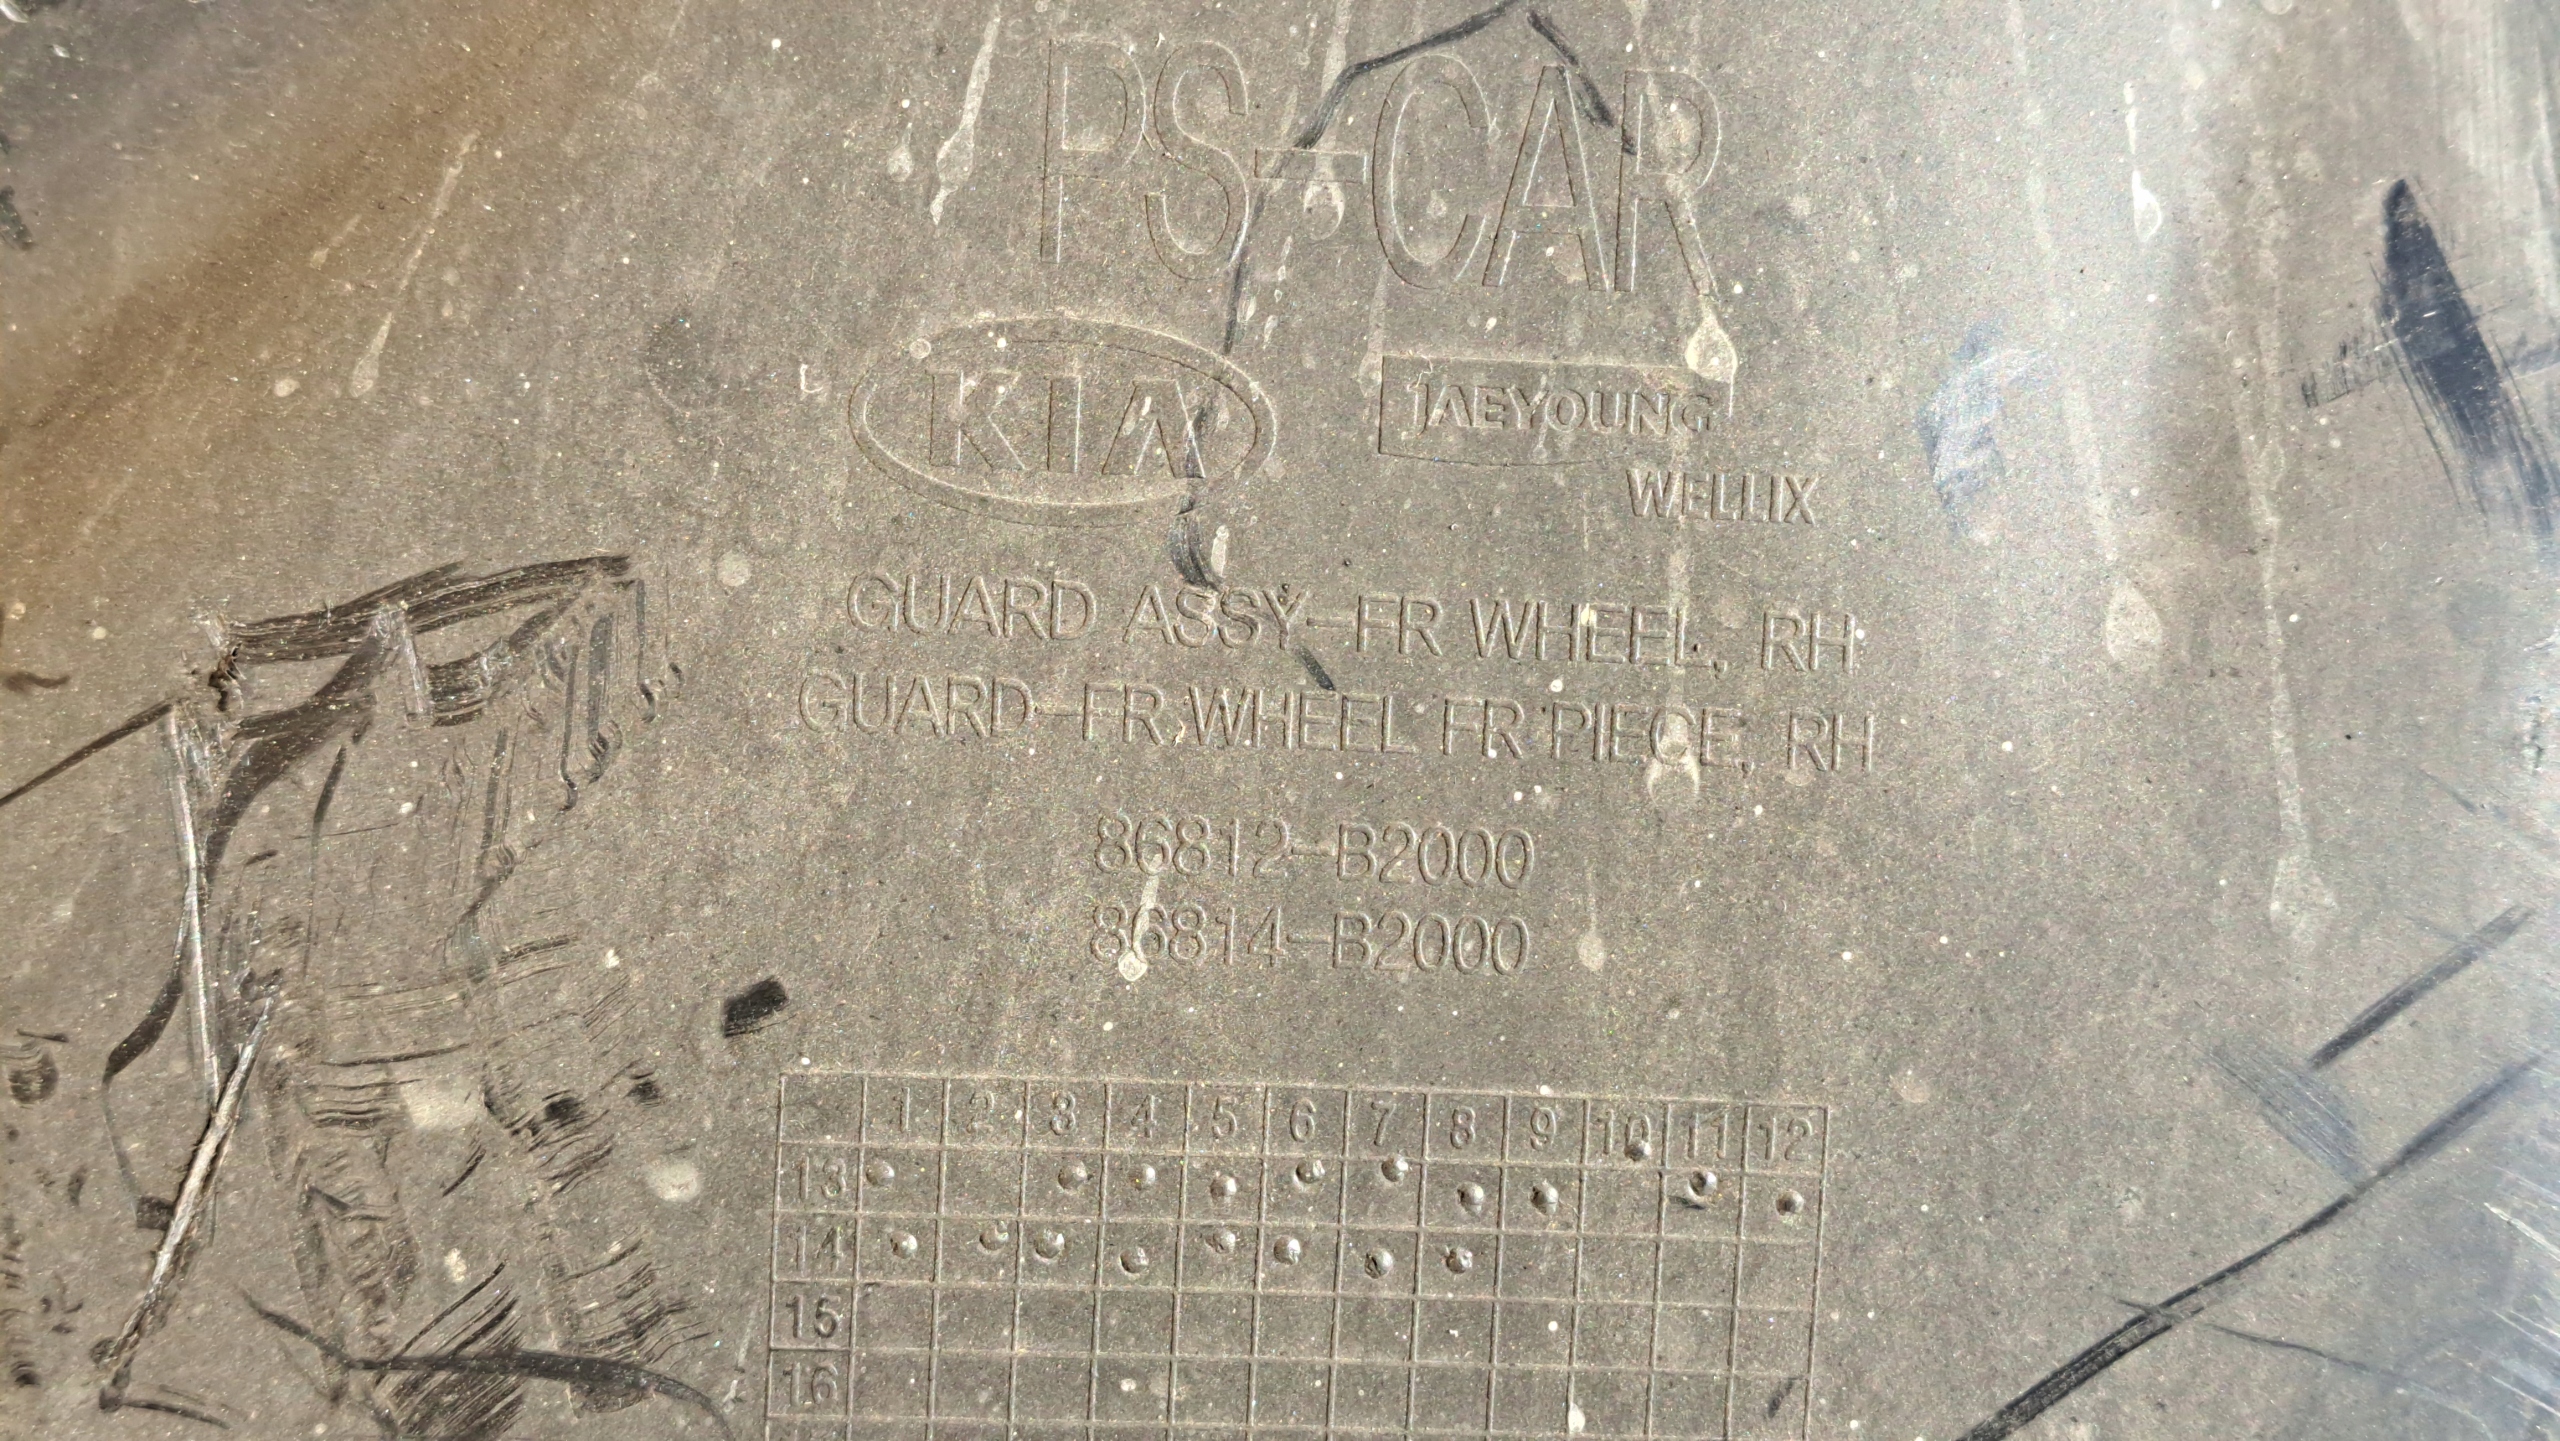 PS-CAR
KIA
JAEYOUNG
WELLIX
GUARD ASSY-FR WHEEL, RH
GUARD-FR WHEEL FR PIECE, RH
86812-B2000
86814-B2000
1 2 3 4 5 6 7 8 9 10 11 12
13
14
15
16